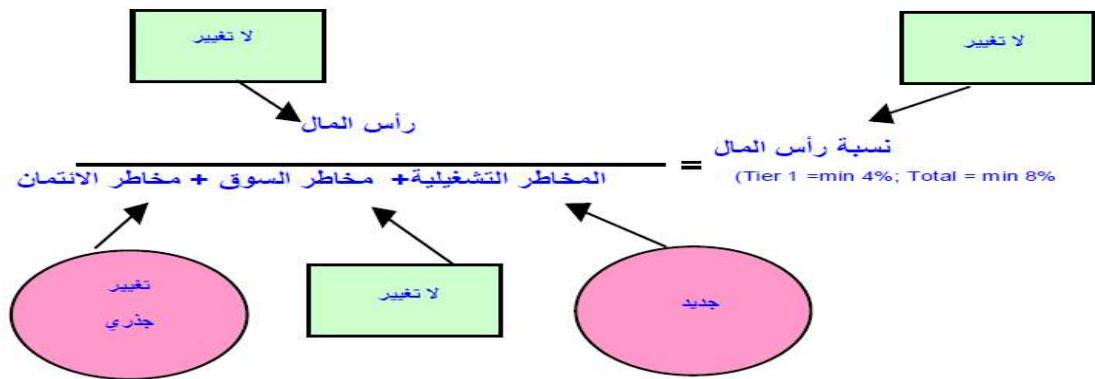 لا تغيير
لا تغيير
رأس المال
= نسبة رأس المال
(Tier 1 =min 4%; Total = min 8%
المخاطر التشغيلية+ مخاطر السوق + مخاطر الائتمان
تغيير
جذري
لا تغيير
جديد